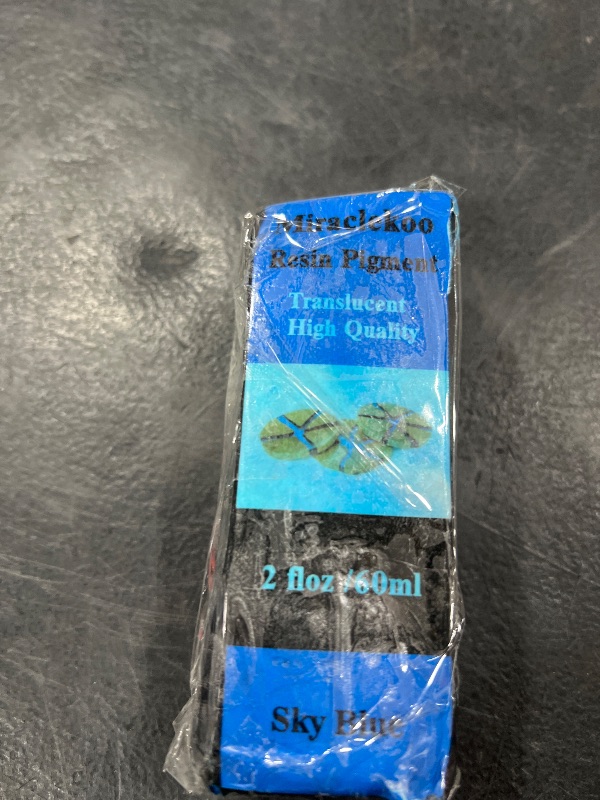 Miraclekoo
Resin Pigment
Translucent
High Quality
2 floz /60ml
Sky Blue